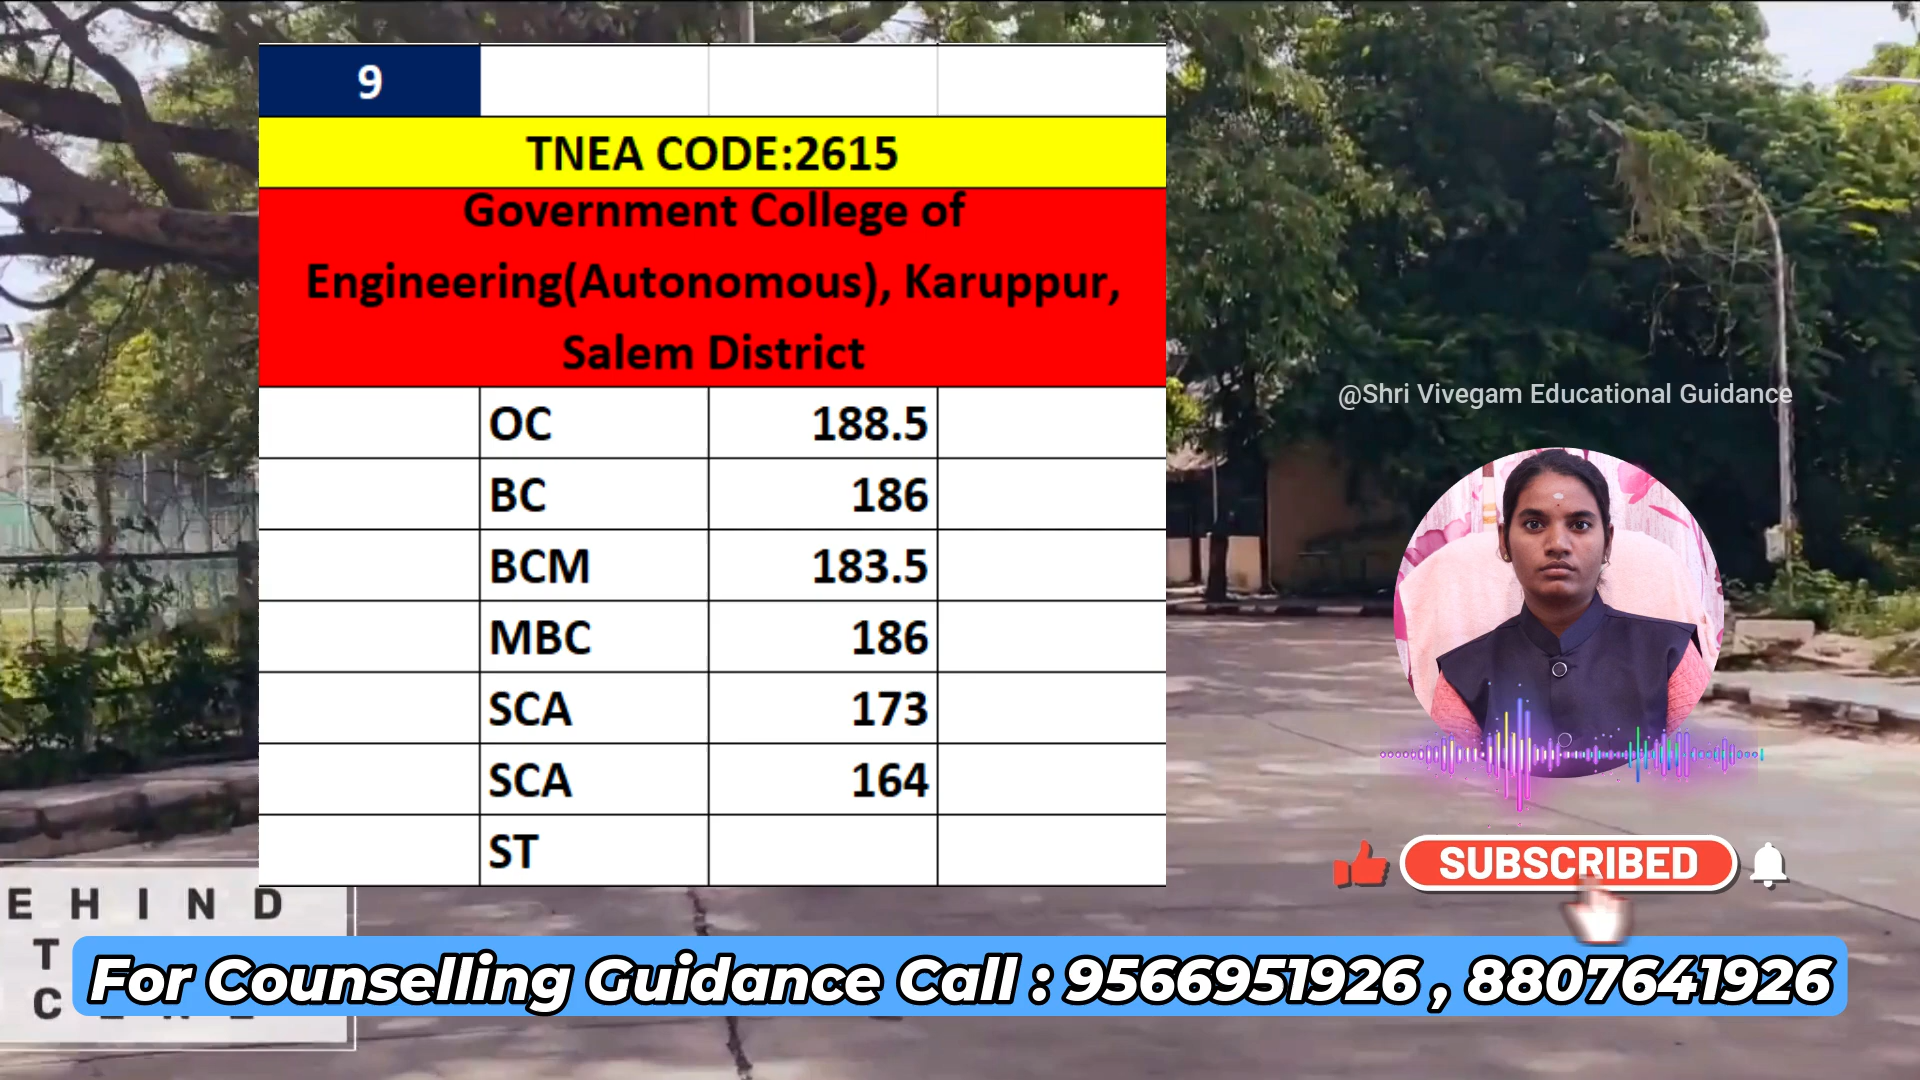 9
TNEA CODE:2615
Government College of
Engineering(Autonomous), Karuppur,
Salem District
OC 188.5
BC 186
BCM 183.5
MBC 186
SCA 173
SCA 164
ST
@Shri Vivegam Educational Guidance
SUBSCRIBED
EHIND
T
C
For Counselling Guidance Call : 9566951926 , 8807641926